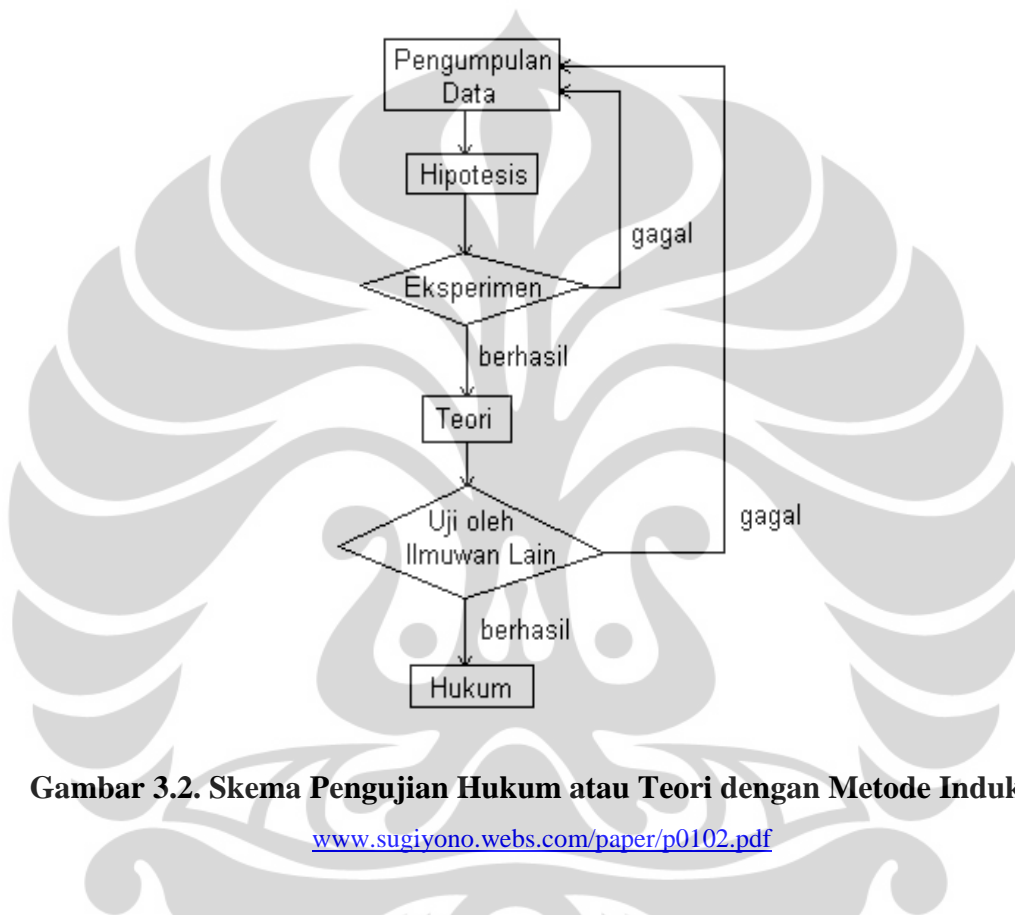 Pengumpulan
Data
Hipotesis
gagal
Eksperimen
berhasil
Teori
Uji oleh
Ilmuwan Lain
gagal
berhasil
Hukum
Gambar 3.2. Skema Pengujian Hukum atau Teori dengan Metode Induk
www.sugiyono.webs.com/paper/p0102.pdf